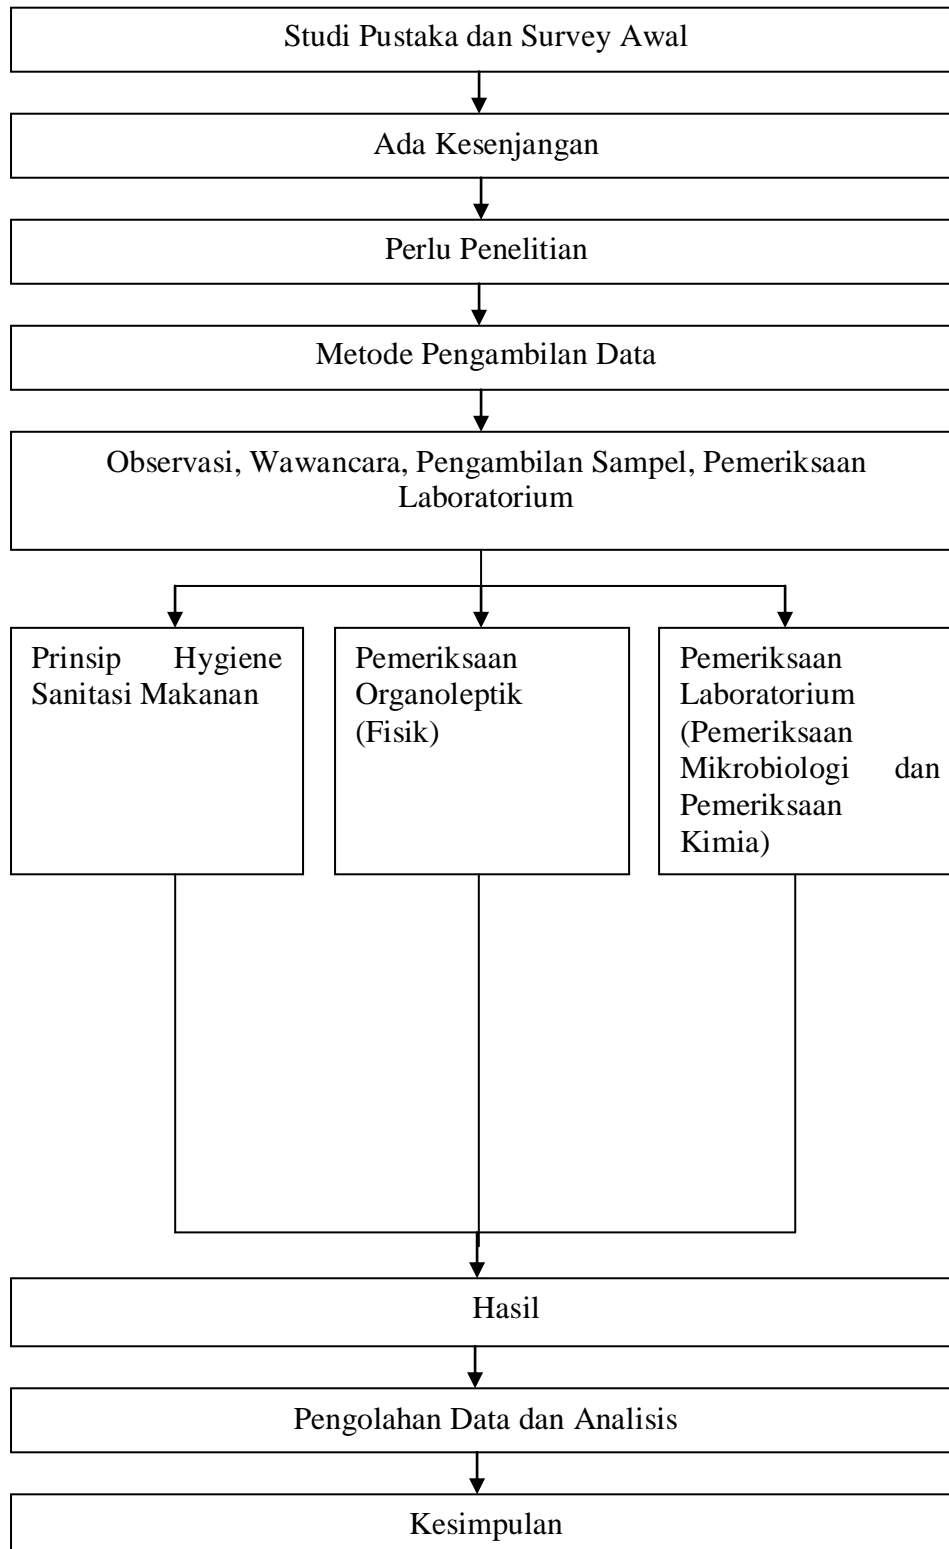 Studi Pustaka dan Survey Awal
Ada Kesenjangan
Perlu Penelitian
Metode Pengambilan Data
Observasi, Wawancara, Pengambilan Sampel, Pemeriksaan
Laboratorium
Prinsip Hygiene
Sanitasi Makanan
Pemeriksaan
Organoleptik
(Fisik)
Pemeriksaan
Laboratorium
(Pemeriksaan
Mikrobiologi dan
Pemeriksaan
Kimia)
Hasil
Pengolahan Data dan Analisis
Kesimpulan